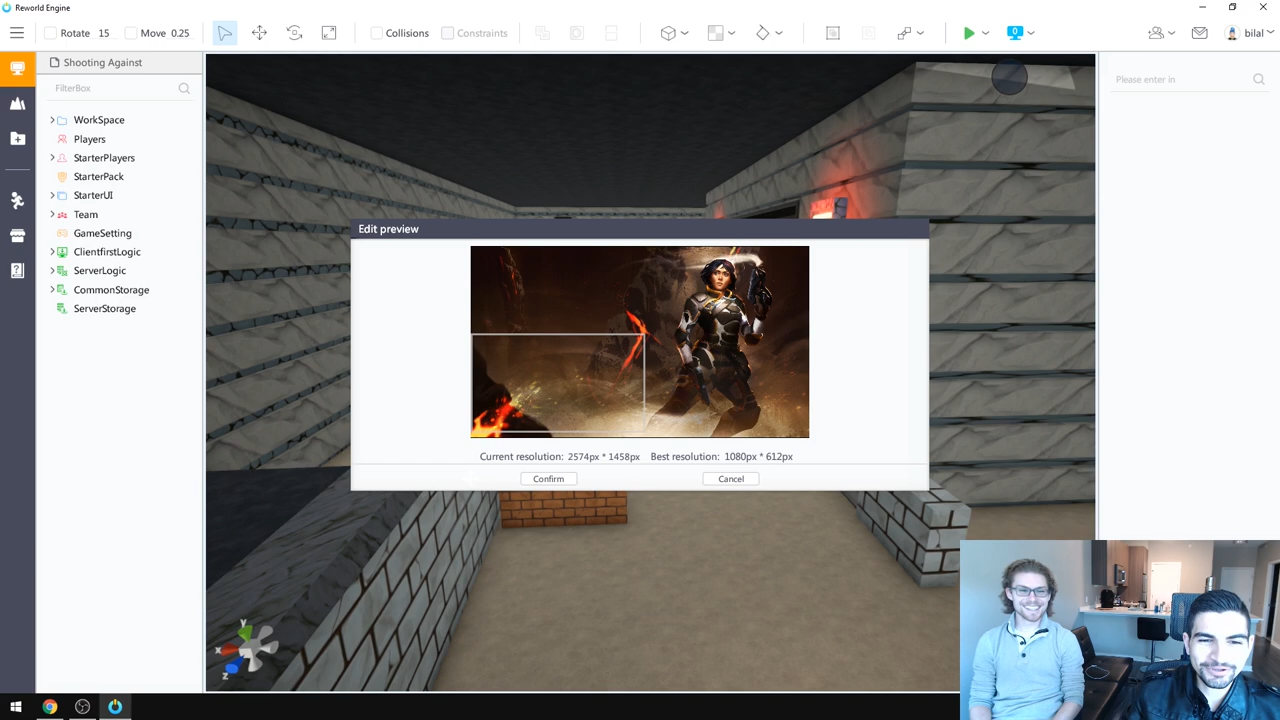 Reworld Engine
Rotate 15 Move 0.25 Collisions Constraints 0 bilal
Shooting Against
FilterBox
Please enter in
WorkSpace
Players
StarterPlayers
StarterPack
StarterUI
Team
GameSetting
ClientfirstLogic
ServerLogic
CommonStorage
ServerStorage
Edit preview
Current resolution: 2574px * 1458px Best resolution: 1080px * 612px
Confirm Cancel
y
x
z